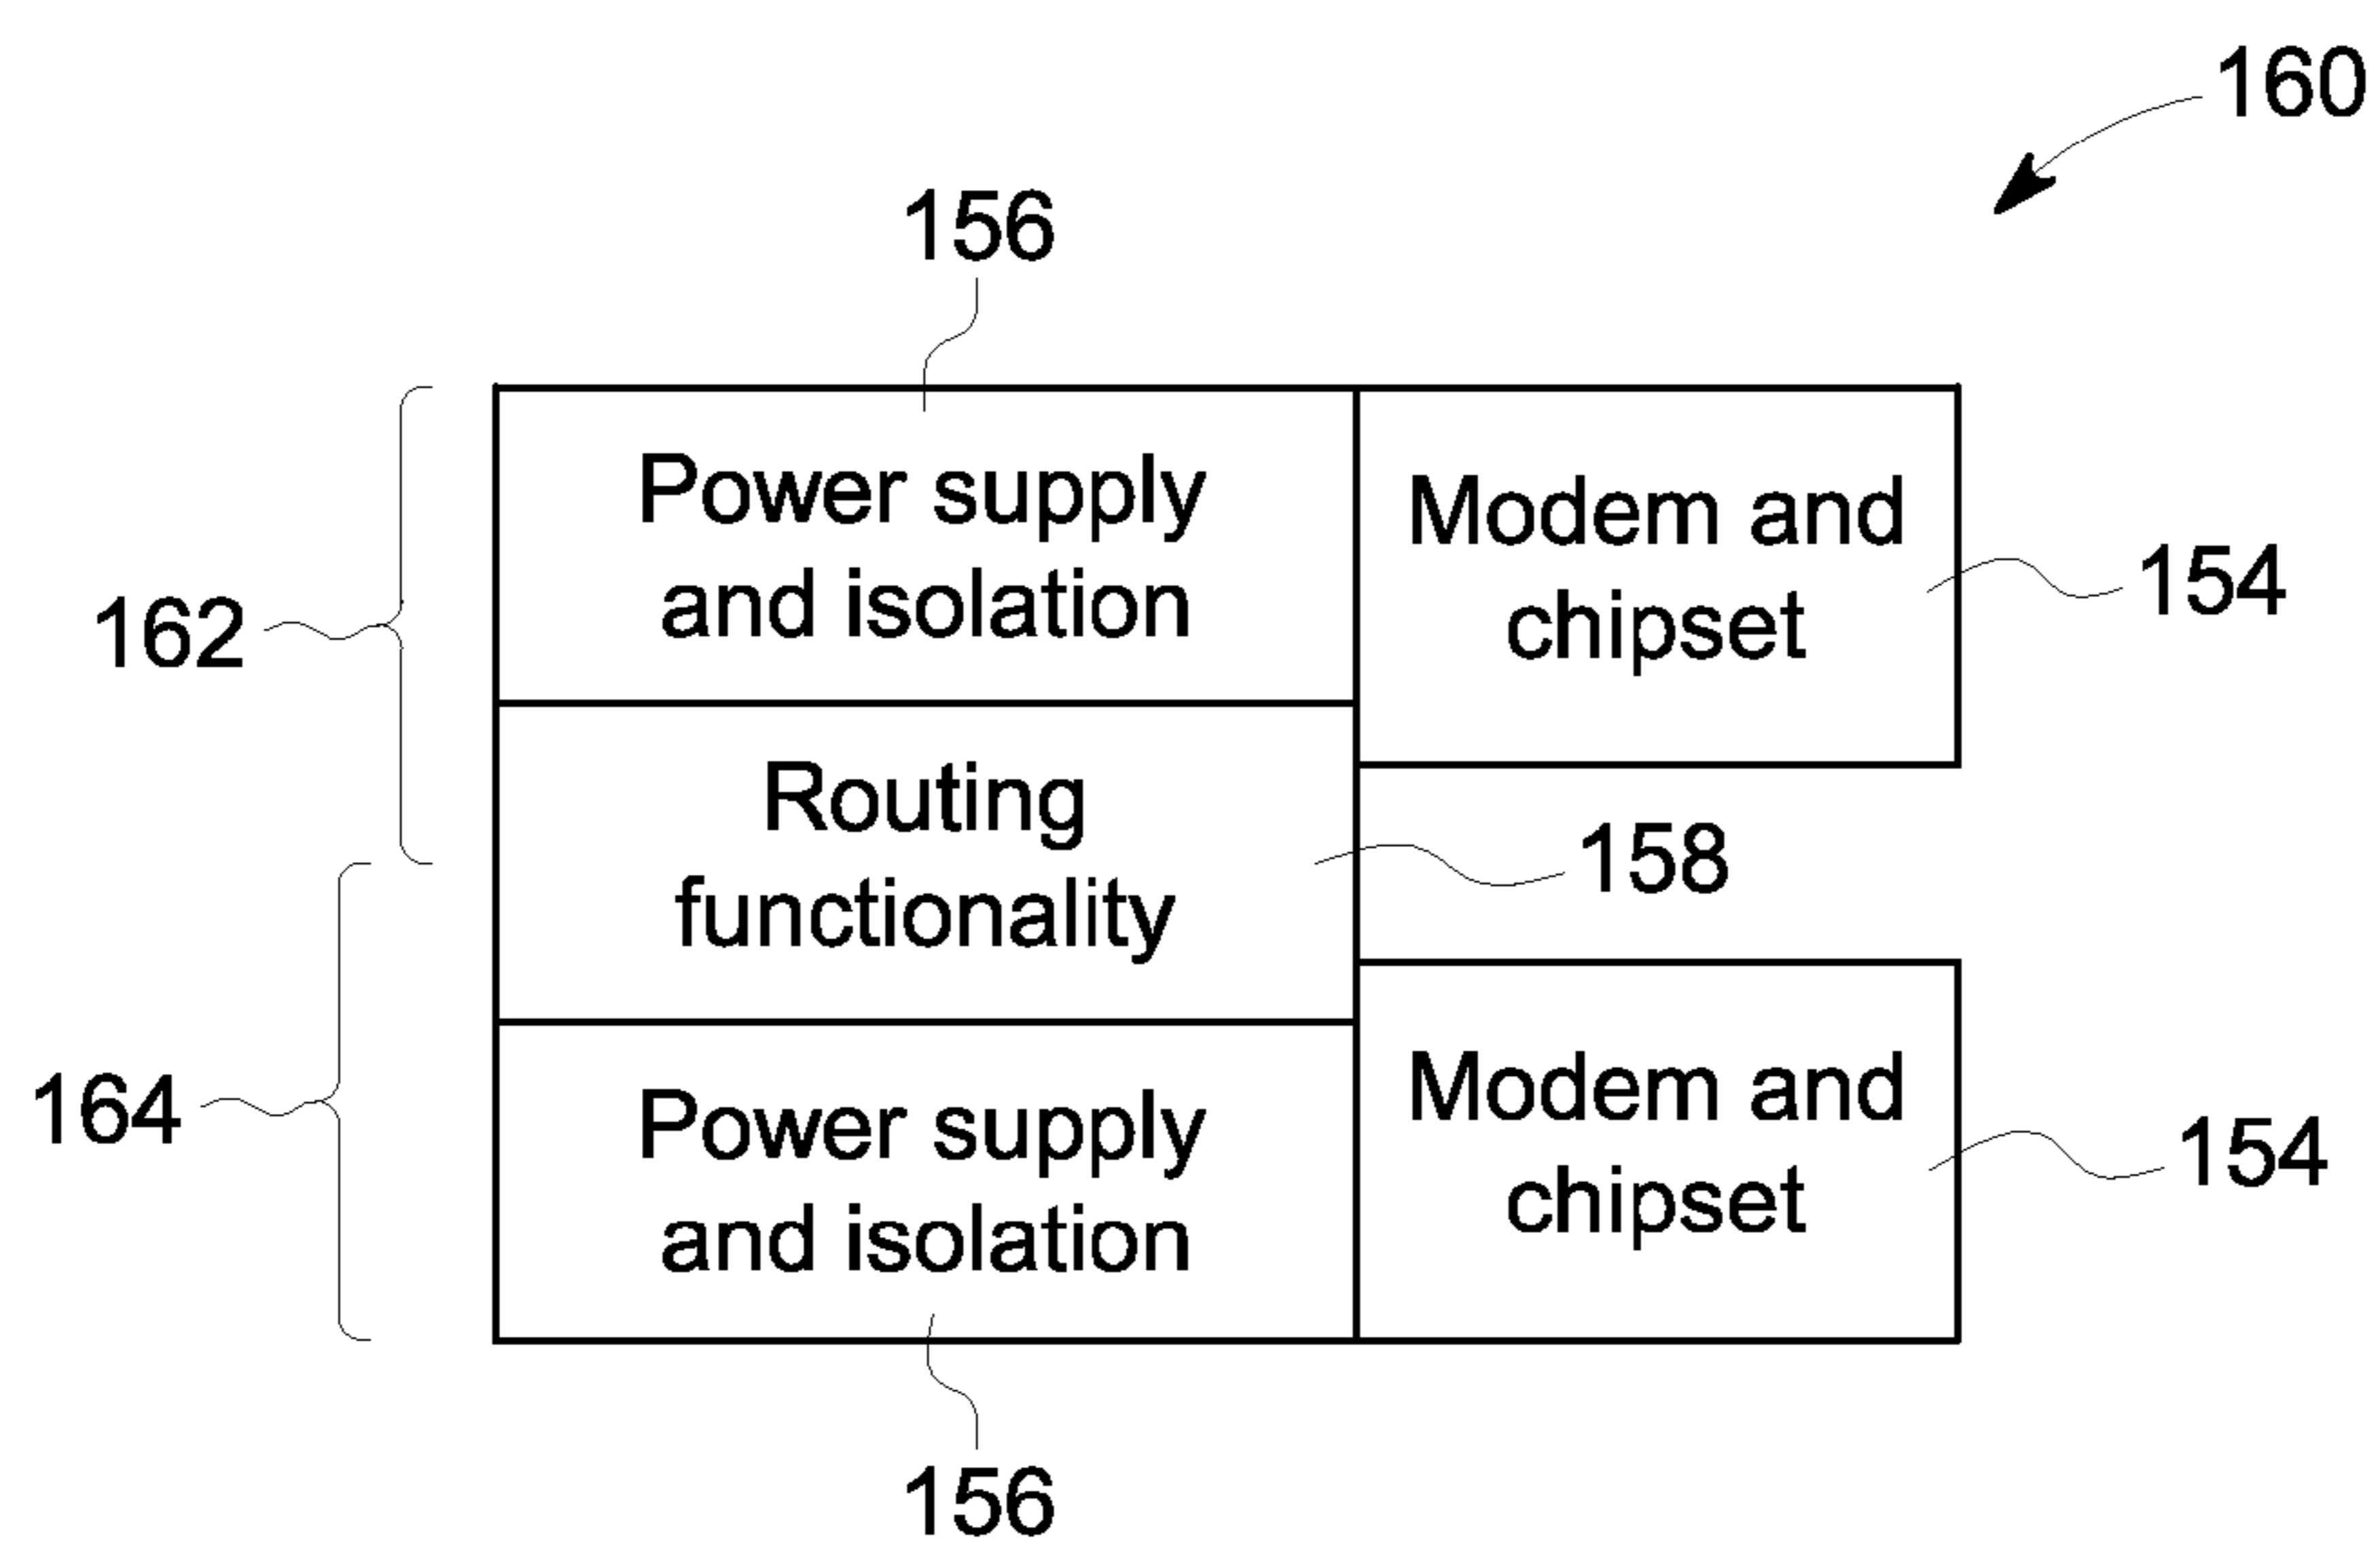 160
156
Power supply
and isolation
Modem and
chipset
154
162
Routing
functionality
158
164
Power supply
and isolation
Modem and
chipset
154
156